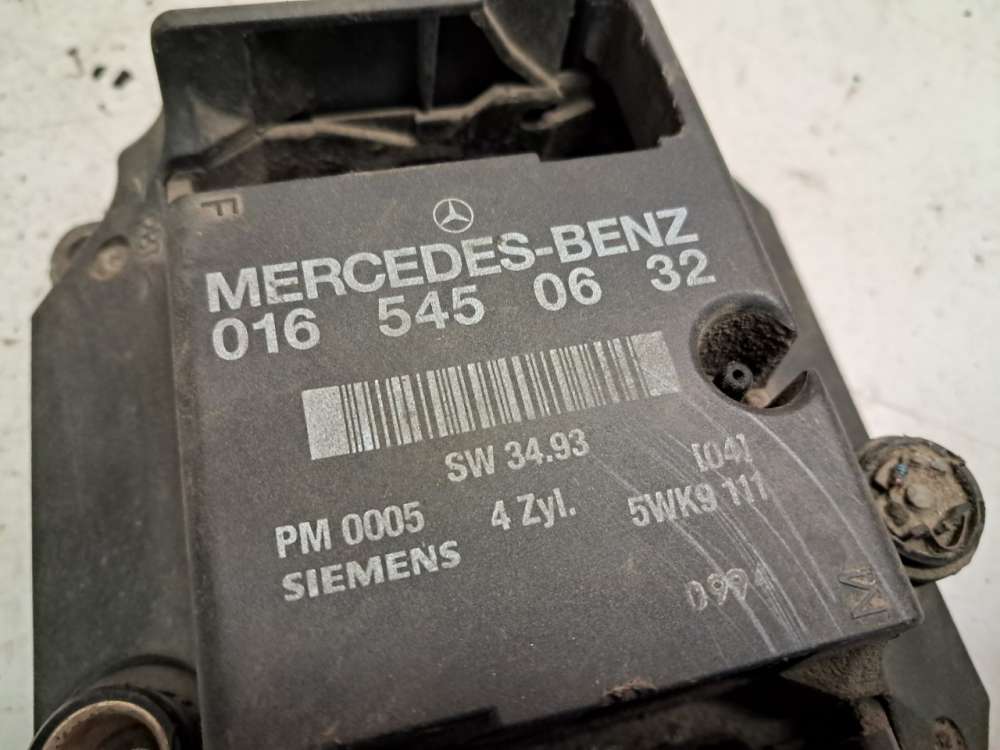 F
MERCEDES-BENZ
016 545 06 32
SW 34.93
[04]
PM 0005 4 Zyl. 5WK9 111
SIEMENS
M